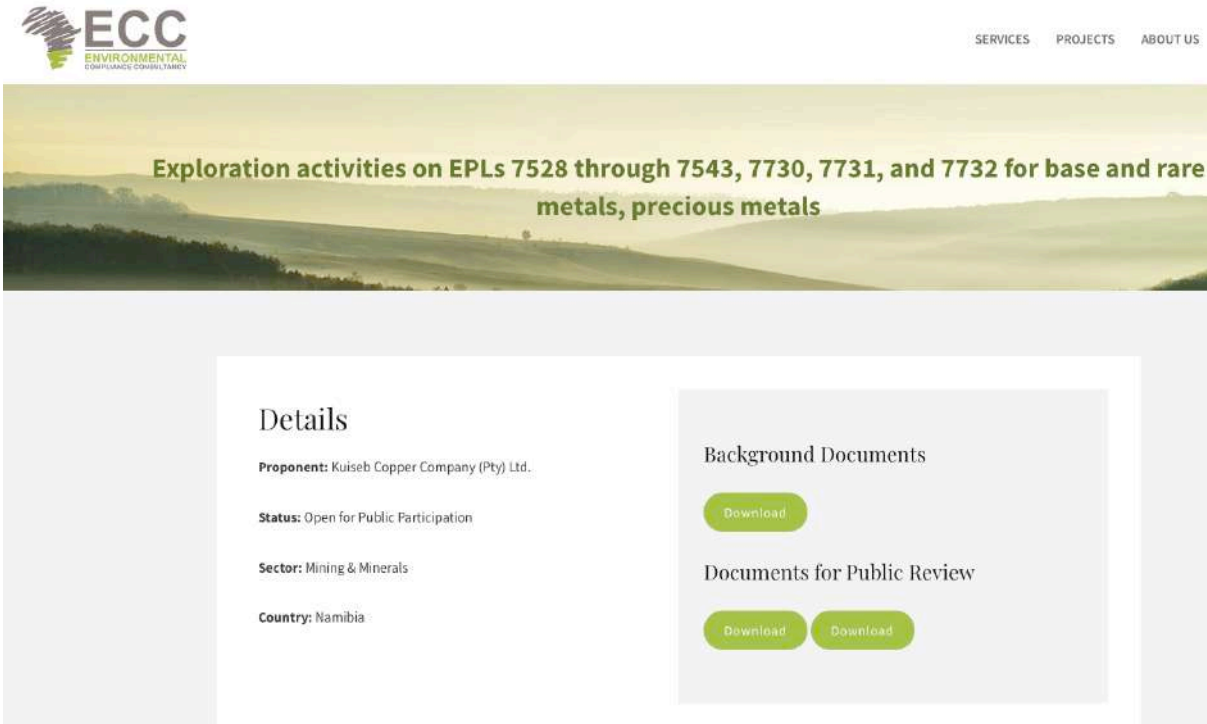 ECC
ENVIRONMENTAL
COMPLIANCE CONSULTANCY
SERVICES PROJECTS ABOUT US
Exploration activities on EPLs 7528 through 7543, 7730, 7731, and 7732 for base and rare
metals, precious metals
Details
Proponent: Kuiseb Copper Company (Pty) Ltd.
Status: Open for Public Participation
Sector: Mining & Minerals
Country: Namibia
Background Documents
Download
Documents for Public Review
Download Download